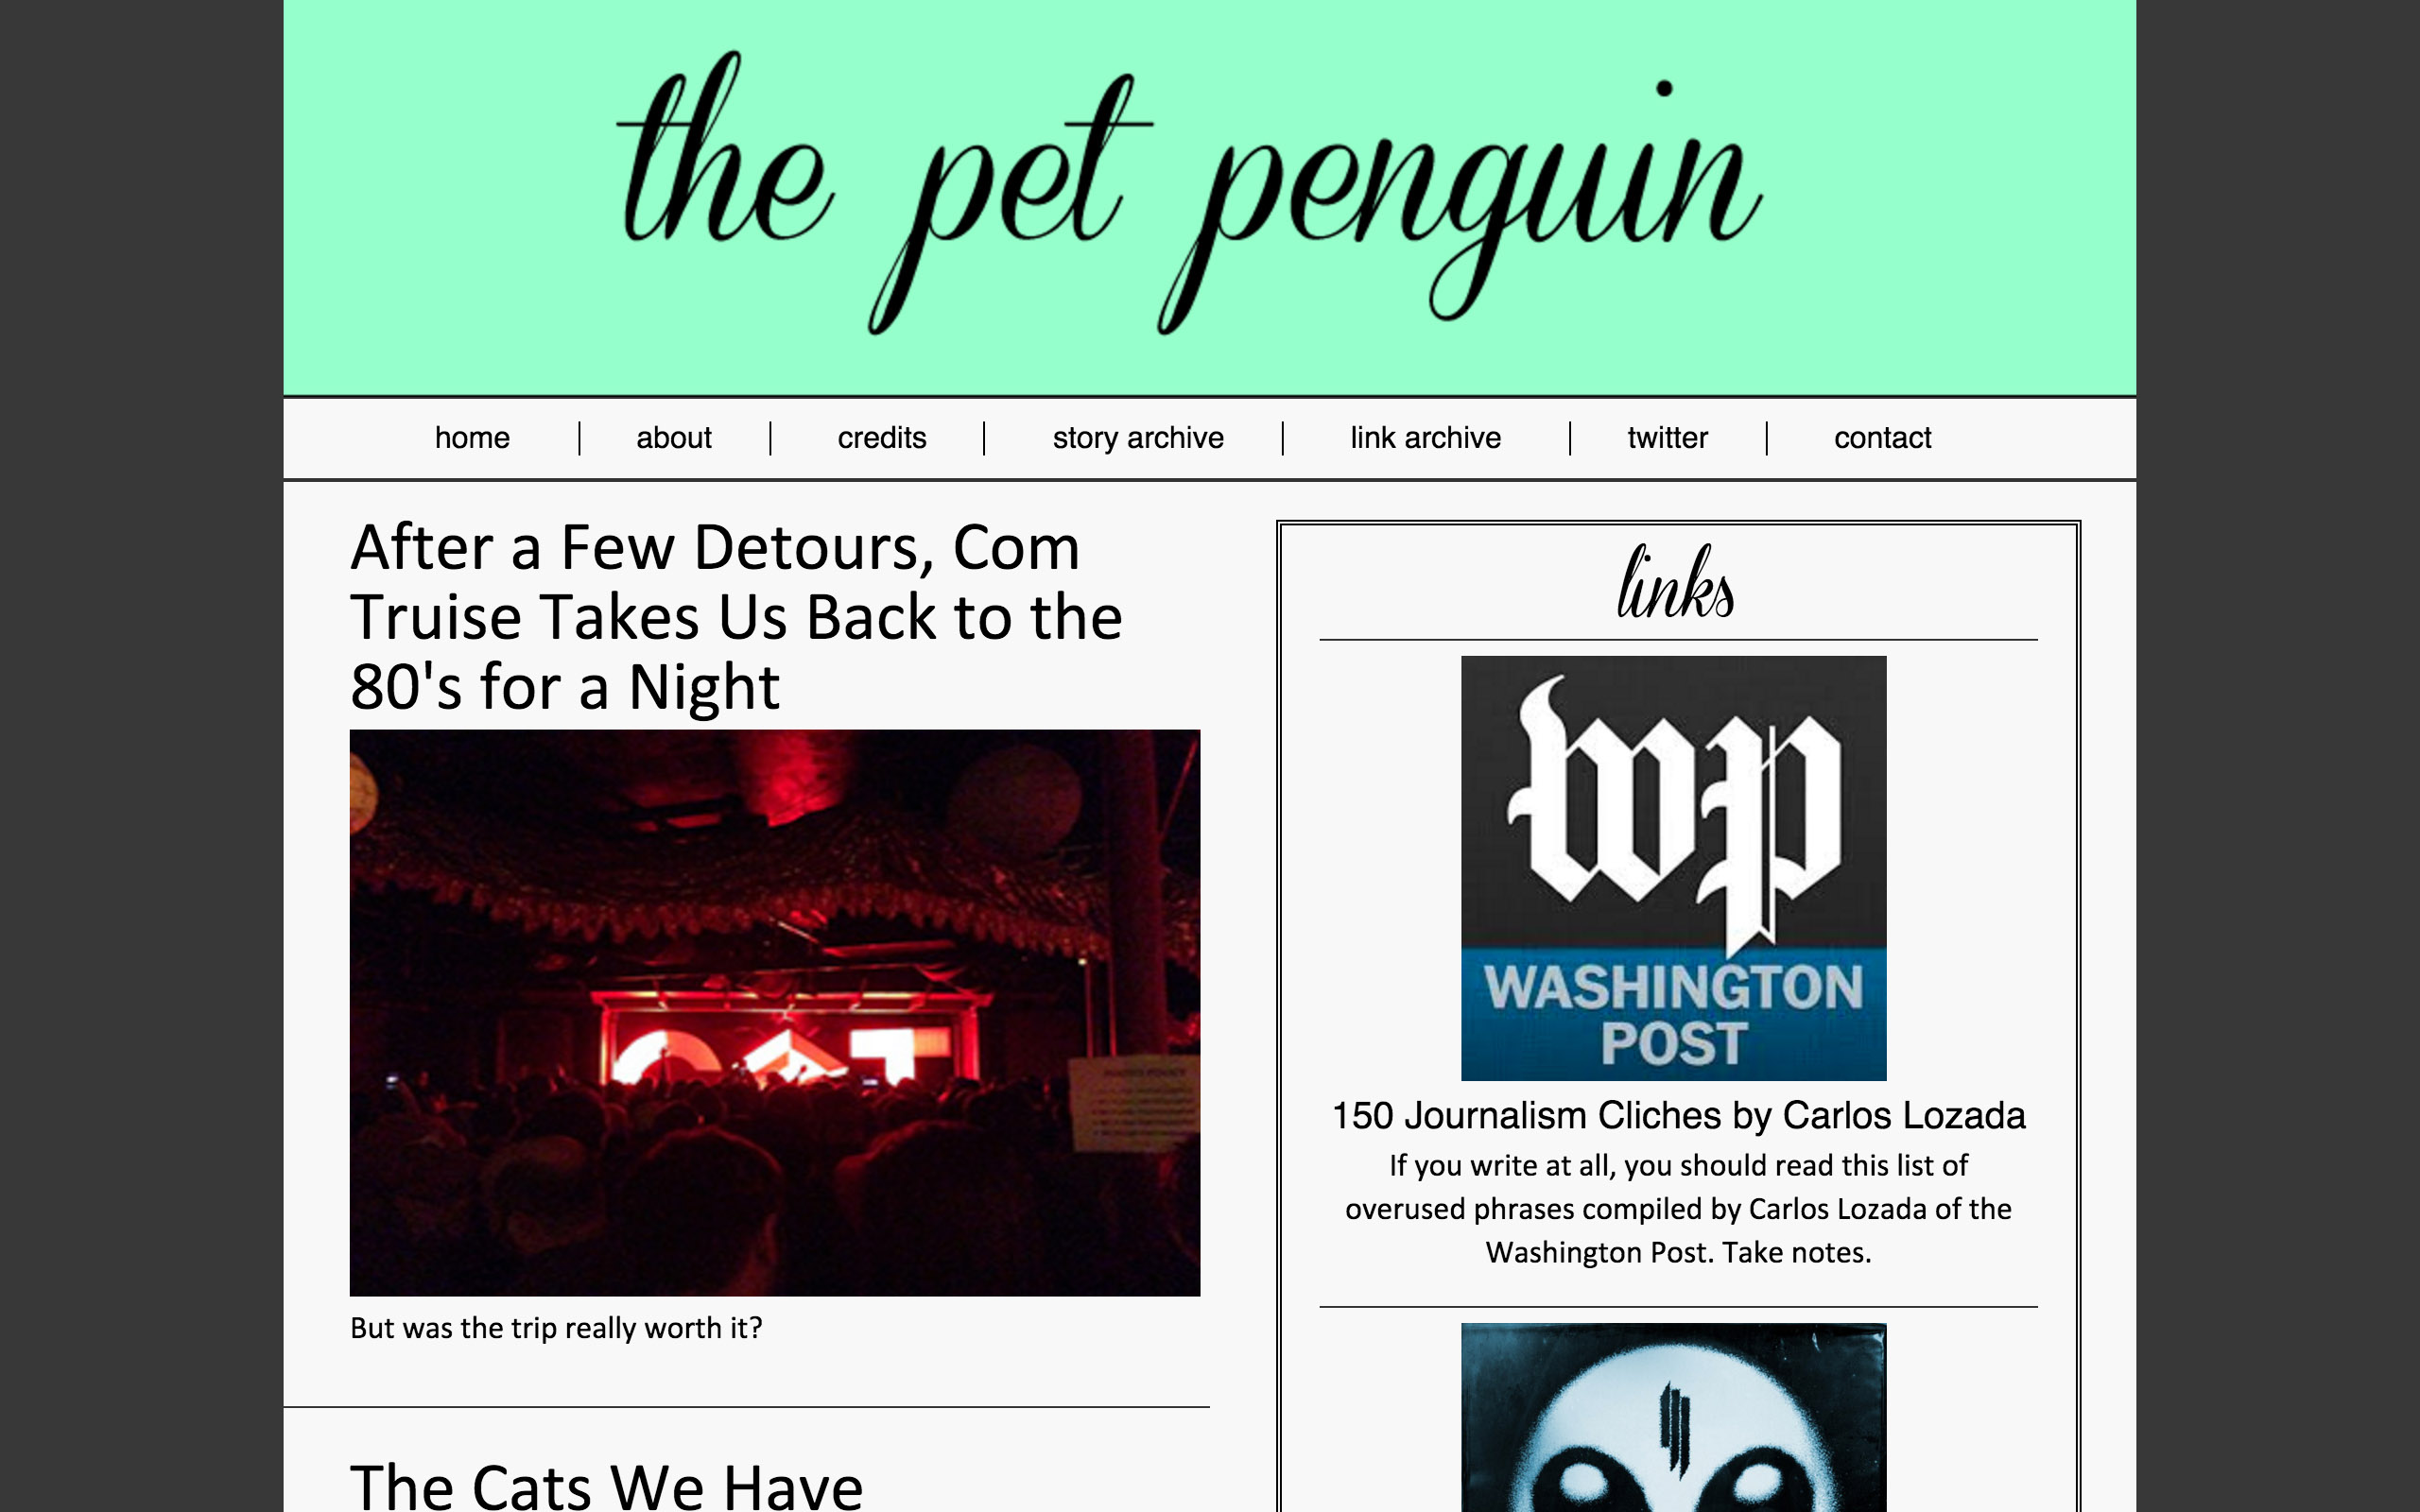 the pet penguin
home about credits story archive link archive twitter contact
After a Few Detours, Com
Truise Takes Us Back to the
80's for a Night
But was the trip really worth it?
The Cats We Have
links
wp
WASHINGTON
POST
150 Journalism Cliches by Carlos Lozada
If you write at all, you should read this list of
overused phrases compiled by Carlos Lozada of the
Washington Post. Take notes.